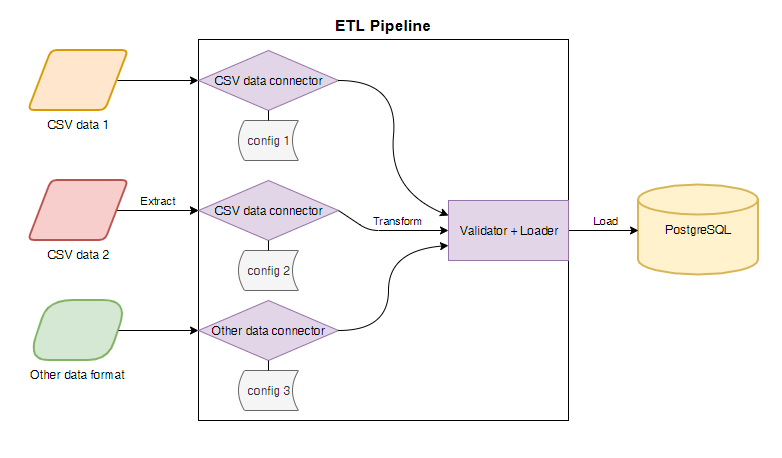 ETL Pipeline
CSV data connector
CSV data 1
config 1
Extract
CSV data connector
Transform
Validator + Loader
Load
PostgreSQL
CSV data 2
config 2
Other data connector
Other data format
config 3